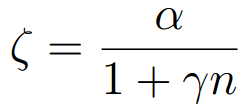 ζ = α / (1 + γn)